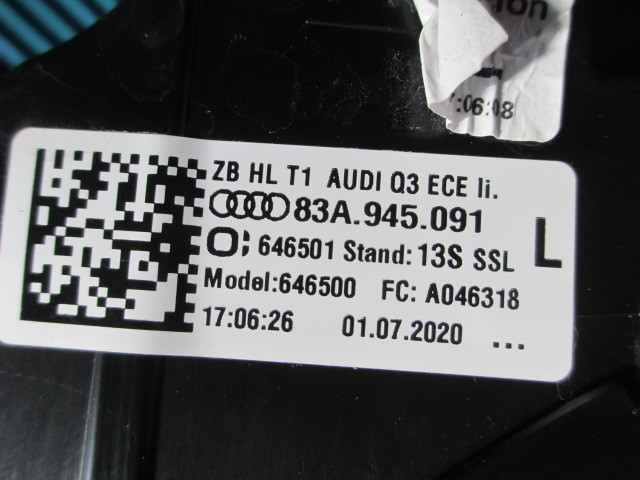 :06:08
ZB HL T1 AUDI Q3 ECE li.
83A.945.091
L
646501 Stand: 13S SSL
Model:646500 FC: A046318
17:06:26 01.07.2020 ...